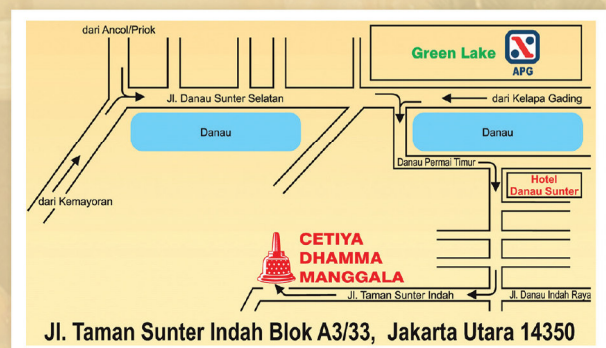 dari Ancol/Priok
Green Lake
APG
Jl. Danau Sunter Selatan
dari Kelapa Gading
Danau
Danau
Danau Permai Timur
Hotel
Danau Sunter
dari Kemayoran
CETIYA
DHAMMA
MANGGALA
Jl. Taman Sunter Indah
Jl. Danau Indah Raya
Jl. Taman Sunter Indah Blok A3/33, Jakarta Utara 14350